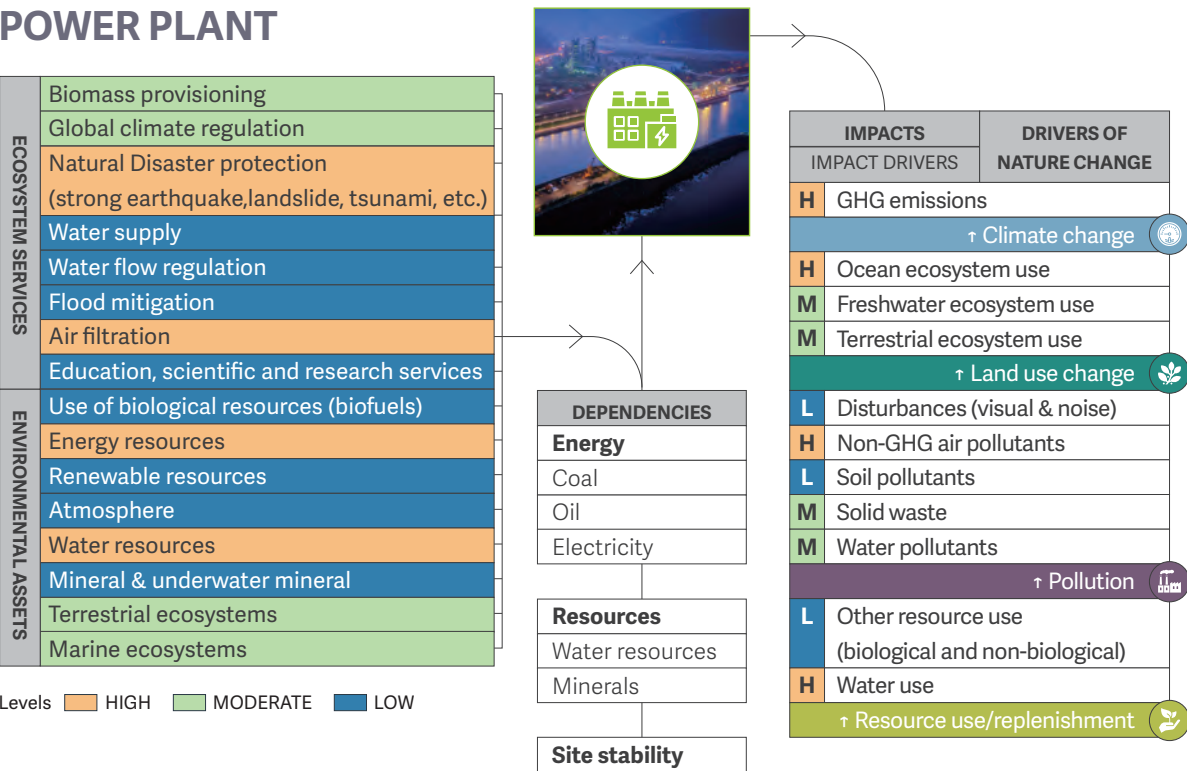 POWER PLANT
ECOSYSTEM SERVICES
Biomass provisioning
Global climate regulation
Natural Disaster protection
(strong earthquake,landslide, tsunami, etc.)
Water supply
Water flow regulation
Flood mitigation
Air filtration
Education, scientific and research services
ENVIRONMENTAL ASSETS
Use of biological resources (biofuels)
Energy resources
Renewable resources
Atmosphere
Water resources
Mineral & underwater mineral
Terrestrial ecosystems
Marine ecosystems
Levels HIGH MODERATE LOW
DEPENDENCIES
Energy
Coal
Oil
Electricity
Resources
Water resources
Minerals
Site stability
IMPACTS
IMPACT DRIVERS
DRIVERS OF
NATURE CHANGE
H GHG emissions
↑ Climate change
H Ocean ecosystem use
M Freshwater ecosystem use
M Terrestrial ecosystem use
↑ Land use change
L Disturbances (visual & noise)
H Non-GHG air pollutants
L Soil pollutants
M Solid waste
M Water pollutants
↑ Pollution
L Other resource use
(biological and non-biological)
H Water use
↑ Resource use/replenishment